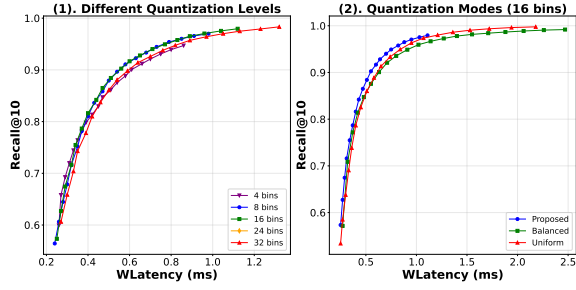 (1). Different Quantization Levels
Recall@10
1.0
0.9
0.8
0.7
0.6
0.2
0.4
0.6
0.8
1.0
1.2
WLatency (ms)
4 bins
8 bins
16 bins
24 bins
32 bins
(2). Quantization Modes (16 bins)
Recall@10
1.0
0.9
0.8
0.7
0.6
0.5
1.0
1.5
2.0
2.5
WLatency (ms)
Proposed
Balanced
Uniform